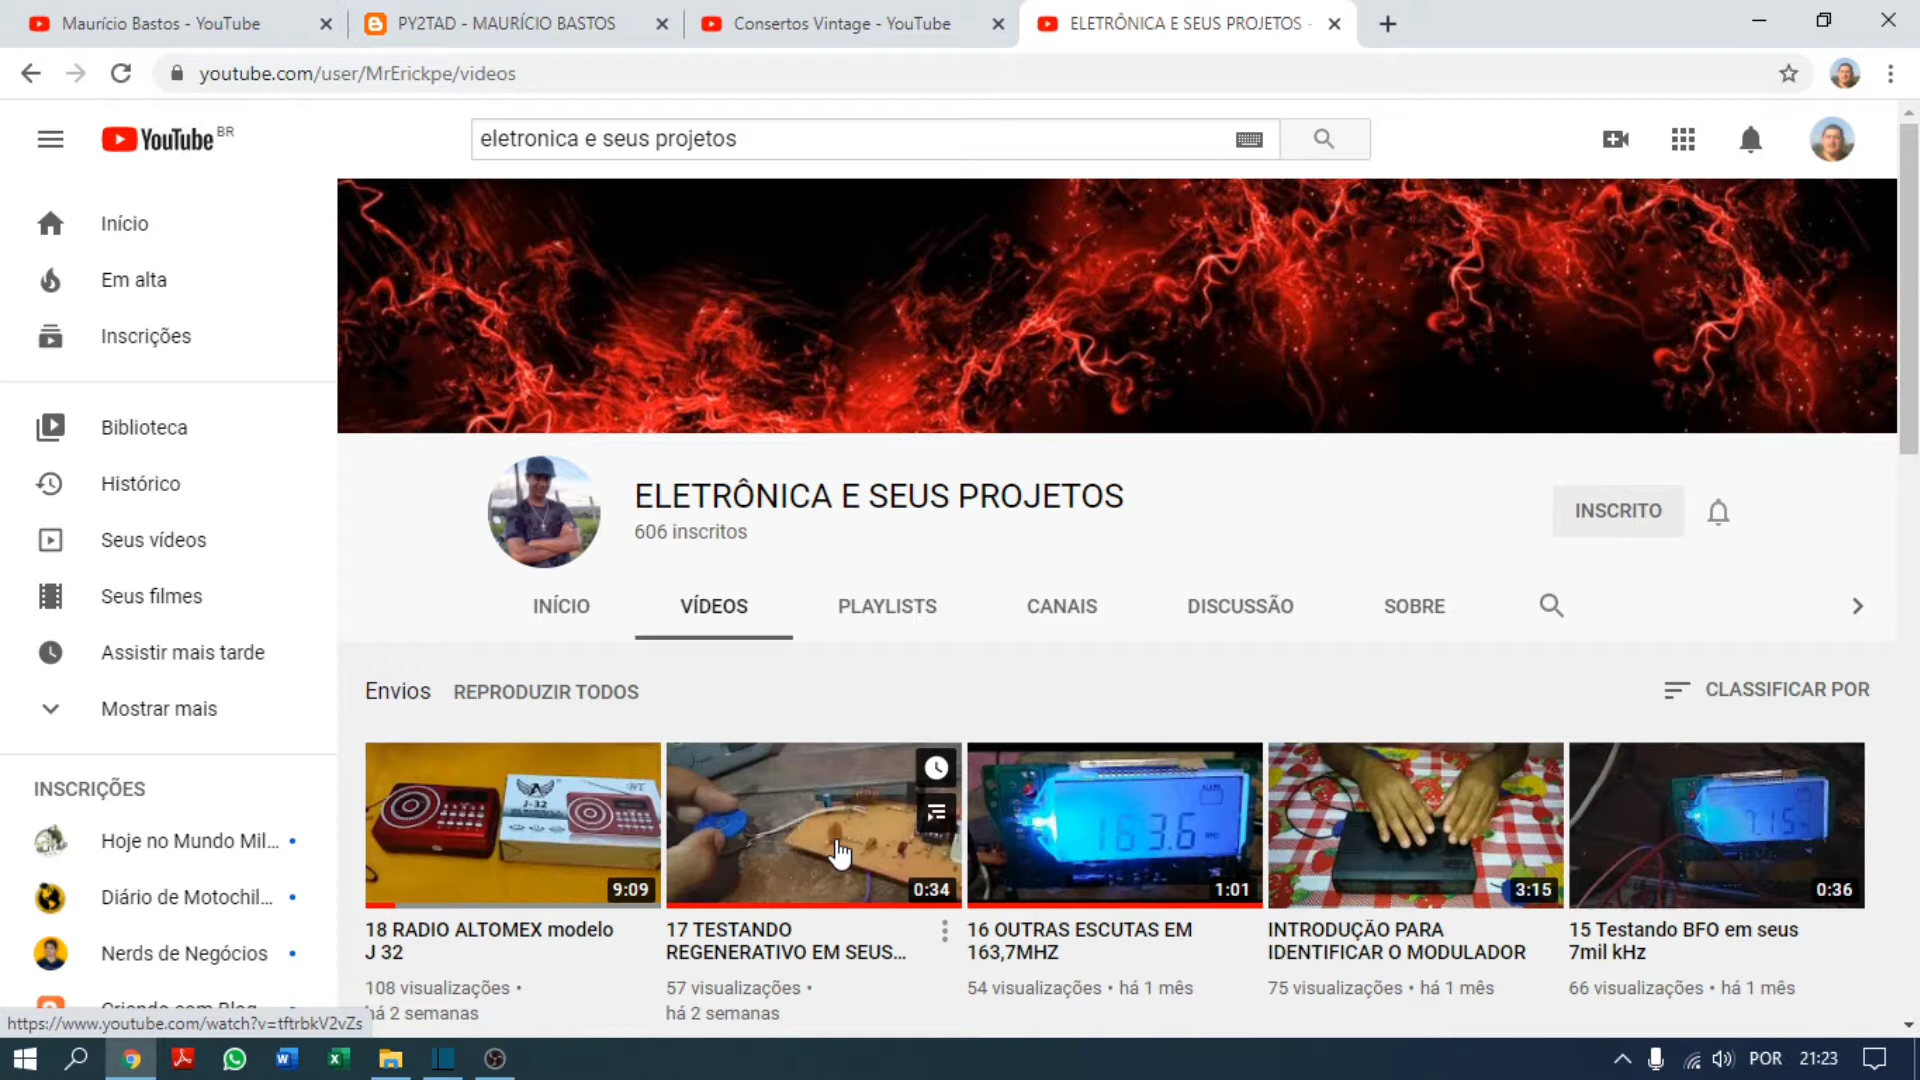 Maurício Bastos - YouTube
PY2TAD - MAURÍCIO BASTOS
Consertos Vintage - YouTube
ELETRÔNICA E SEUS PROJETOS -
youtube.com/user/MrErickpe/videos
YouTube BR
eletronica e seus projetos
Início
Em alta
Inscrições
Biblioteca
Histórico
Seus vídeos
Seus filmes
Assistir mais tarde
Mostrar mais
INSCRIÇÕES
Hoje no Mundo Mil...
Diário de Motochil...
Nerds de Negócios
ELETRÔNICA E SEUS PROJETOS
606 inscritos
INSCRITO
INÍCIO
VÍDEOS
PLAYLISTS
CANAIS
DISCUSSÃO
SOBRE
Envios
REPRODUZIR TODOS
CLASSIFICAR POR
J-32
9:09
18 RADIO ALTOMEX modelo
J 32
108 visualizações •
há 2 semanas
0:34
17 TESTANDO
REGENERATIVO EM SEUS...
57 visualizações •
há 2 semanas
163.6
1:01
16 OUTRAS ESCUTAS EM
163,7MHZ
54 visualizações • há 1 mês
3:15
INTRODUÇÃO PARA
IDENTIFICAR O MODULADOR
75 visualizações • há 1 mês
0:36
15 Testando BFO em seus
7mil kHz
66 visualizações • há 1 mês
https://www.youtube.com/watch?v=tftrbkV2vZs
POR
21:23